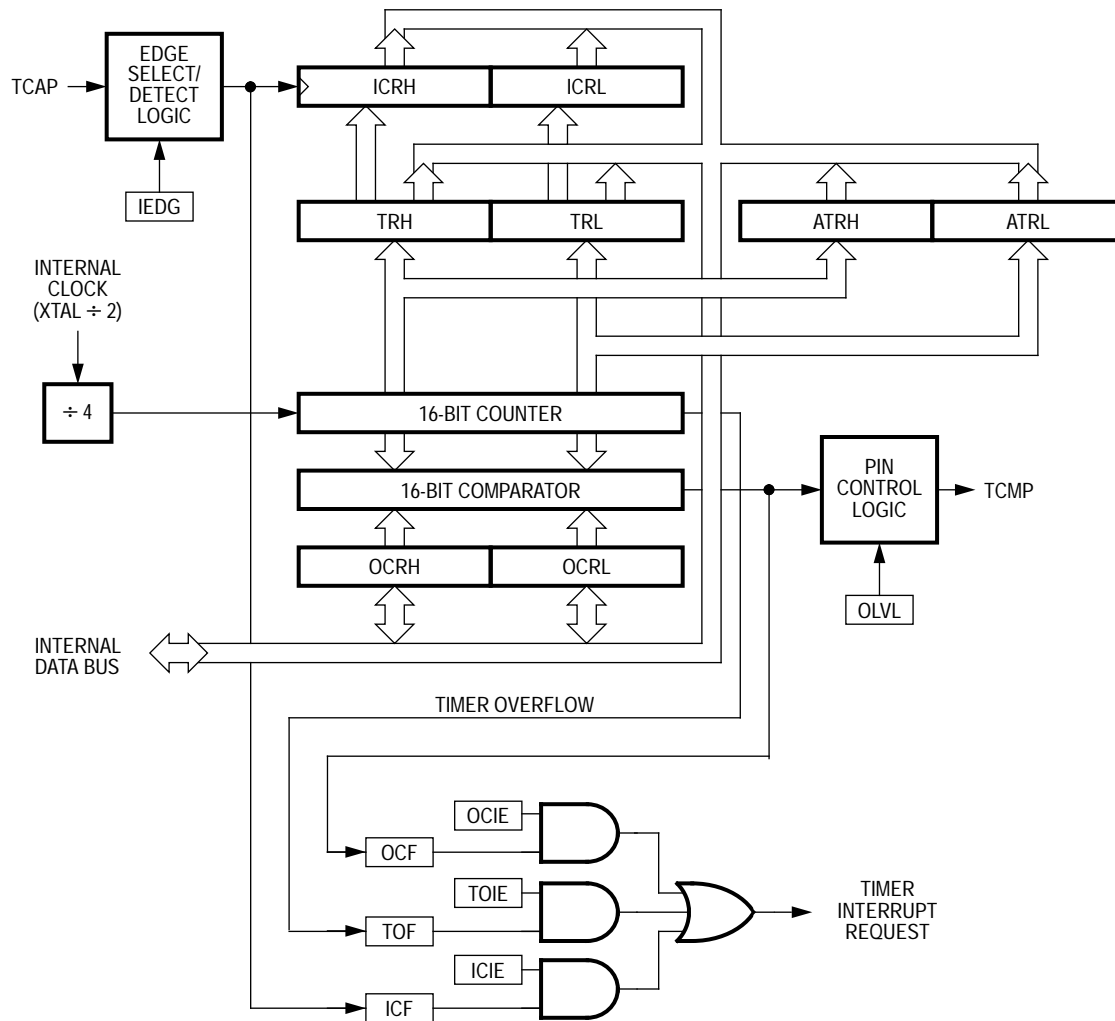 EDGE
SELECT/
DETECT
LOGIC
TCAP
ICRH
ICRL
IEDG
TRH
TRL
ATRH
ATRL
INTERNAL
CLOCK
(XTAL ÷ 2)
÷ 4
16-BIT COUNTER
16-BIT COMPARATOR
PIN
CONTROL
LOGIC
TCMP
OCRH
OCRL
OLVL
INTERNAL
DATA BUS
TIMER OVERFLOW
OCIE
OCF
TOIE
TOF
ICIE
ICF
TIMER
INTERRUPT
REQUEST